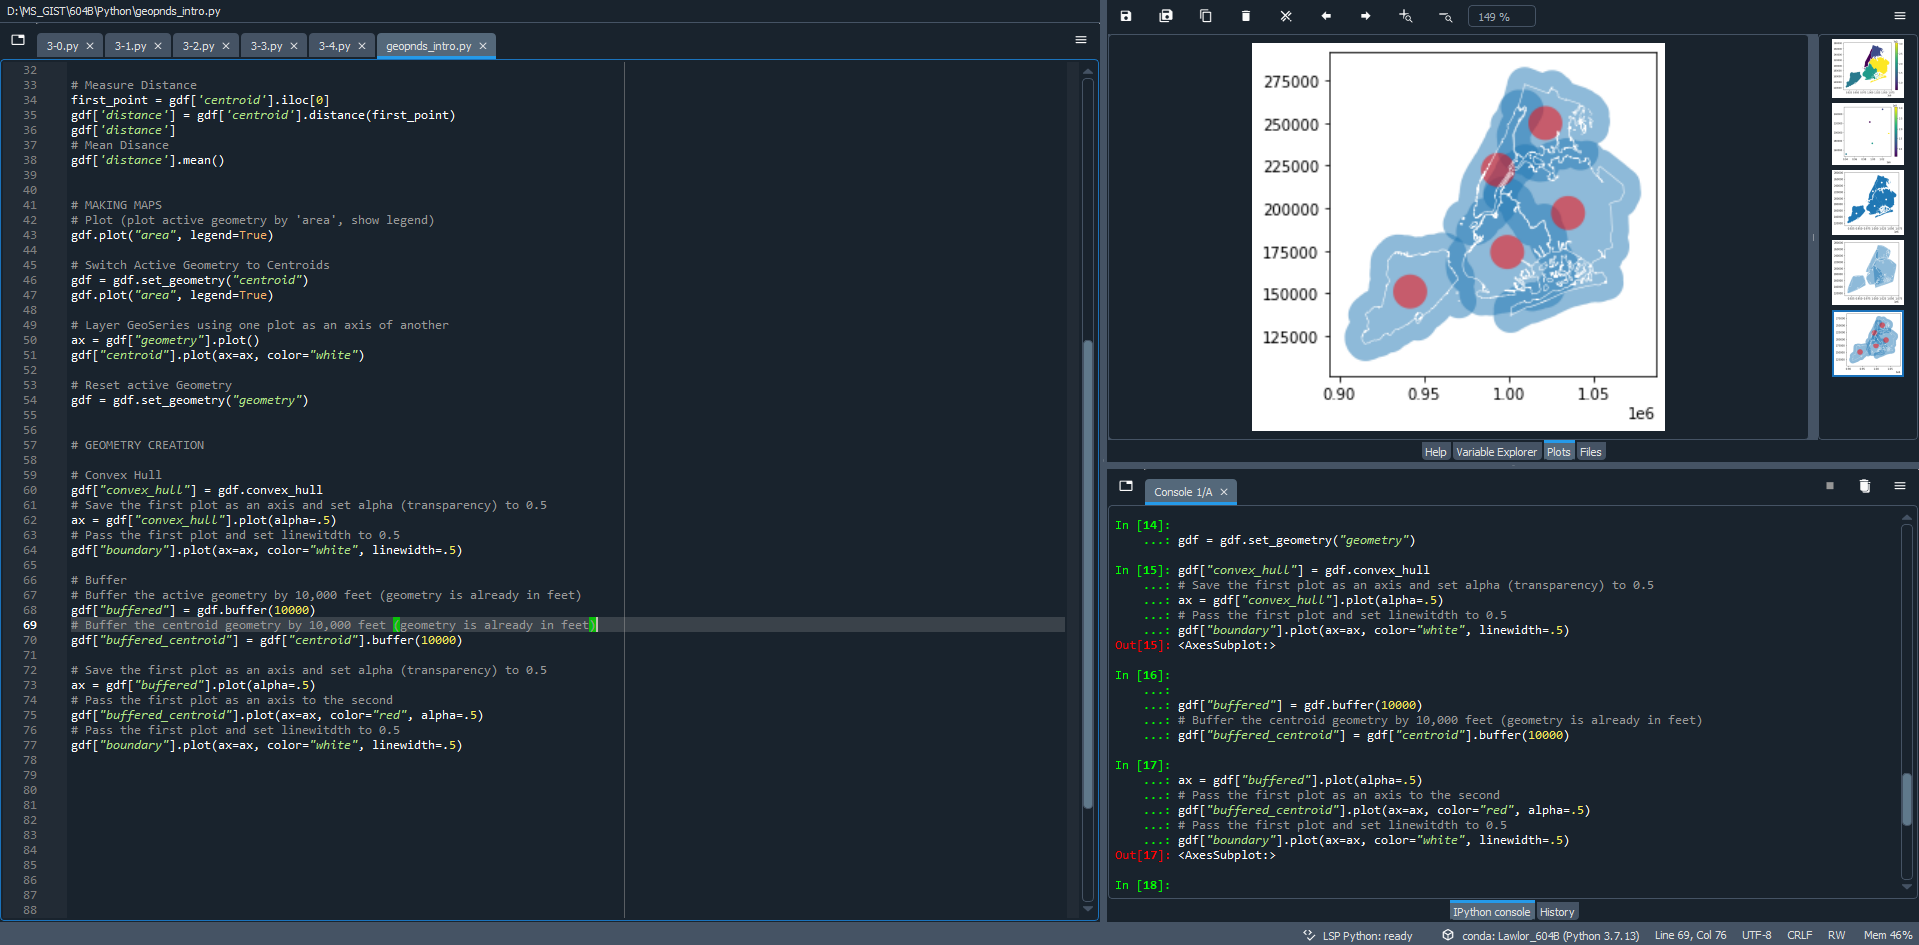 D:\MS_GIST\604B\Python\geopnds_intro.py
3-0.py
3-1.py
3-2.py
3-3.py
3-4.py
geopnds_intro.py
32
33 # Measure Distance
34 first_point = gdf['centroid'].iloc[0]
35 gdf['distance'] = gdf['centroid'].distance(first_point)
36 gdf['distance']
37 # Mean Disance
38 gdf['distance'].mean()
39
40
41 # MAKING MAPS
42 # Plot (plot active geometry by 'area', show legend)
43 gdf.plot("area", legend=True)
44
45 # Switch Active Geometry to Centroids
46 gdf = gdf.set_geometry("centroid")
47 gdf.plot("area", legend=True)
48
49 # Layer GeoSeries using one plot as an axis of another
50 ax = gdf["geometry"].plot()
51 gdf["centroid"].plot(ax=ax, color="white")
52
53 # Reset active Geometry
54 gdf = gdf.set_geometry("geometry")
55
56
57 # GEOMETRY CREATION
58
59 # Convex Hull
60 gdf["convex_hull"] = gdf.convex_hull
61 # Save the first plot as an axis and set alpha (transparency) to 0.5
62 ax = gdf["convex_hull"].plot(alpha=.5)
63 # Pass the first plot and set linewitdth to 0.5
64 gdf["boundary"].plot(ax=ax, color="white", linewidth=.5)
65
66 # Buffer
67 # Buffer the active geometry by 10,000 feet (geometry is already in feet)
68 gdf["buffered"] = gdf.buffer(10000)
69 # Buffer the centroid geometry by 10,000 feet (geometry is already in feet)
70 gdf["buffered_centroid"] = gdf["centroid"].buffer(10000)
71
72 # Save the first plot as an axis and set alpha (transparency) to 0.5
73 ax = gdf["buffered"].plot(alpha=.5)
74 # Pass the first plot as an axis to the second
75 gdf["buffered_centroid"].plot(ax=ax, color="red", alpha=.5)
76 # Pass the first plot and set linewitdth to 0.5
77 gdf["boundary"].plot(ax=ax, color="white", linewidth=.5)
78
79
80
81
82
83
84
85
86
87
88
149 %
275000
250000
225000
200000
175000
150000
125000
0.90 0.95 1.00 1.05
1e6
Help Variable Explorer Plots Files
Console 1/A
In [14]:
...: gdf = gdf.set_geometry("geometry")
In [15]: gdf["convex_hull"] = gdf.convex_hull
...: # Save the first plot as an axis and set alpha (transparency) to 0.5
...: ax = gdf["convex_hull"].plot(alpha=.5)
...: # Pass the first plot and set linewitdth to 0.5
...: gdf["boundary"].plot(ax=ax, color="white", linewidth=.5)
Out[15]: <AxesSubplot:>
In [16]:
...:
...: gdf["buffered"] = gdf.buffer(10000)
...: # Buffer the centroid geometry by 10,000 feet (geometry is already in feet)
...: gdf["buffered_centroid"] = gdf["centroid"].buffer(10000)
In [17]:
...: ax = gdf["buffered"].plot(alpha=.5)
...: # Pass the first plot as an axis to the second
...: gdf["buffered_centroid"].plot(ax=ax, color="red", alpha=.5)
...: # Pass the first plot and set linewitdth to 0.5
...: gdf["boundary"].plot(ax=ax, color="white", linewidth=.5)
Out[17]: <AxesSubplot:>
In [18]:
IPython console History
LSP Python: ready conda: Lawlor_604B (Python 3.7.13) Line 69, Col 76 UTF-8 CRLF RW Mem 46%